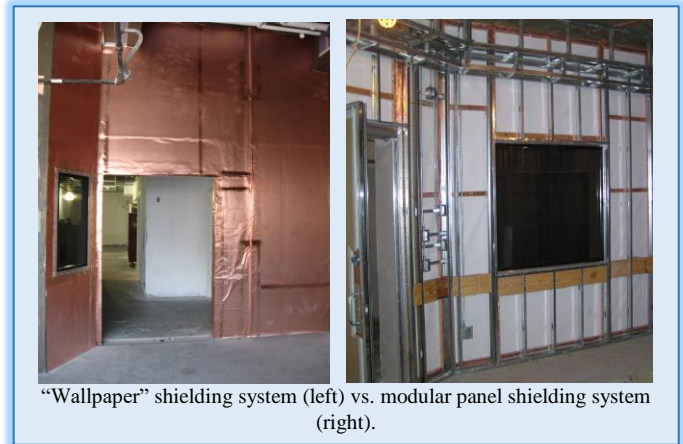 “Wallpaper” shielding system (left) vs. modular panel shielding system
(right).